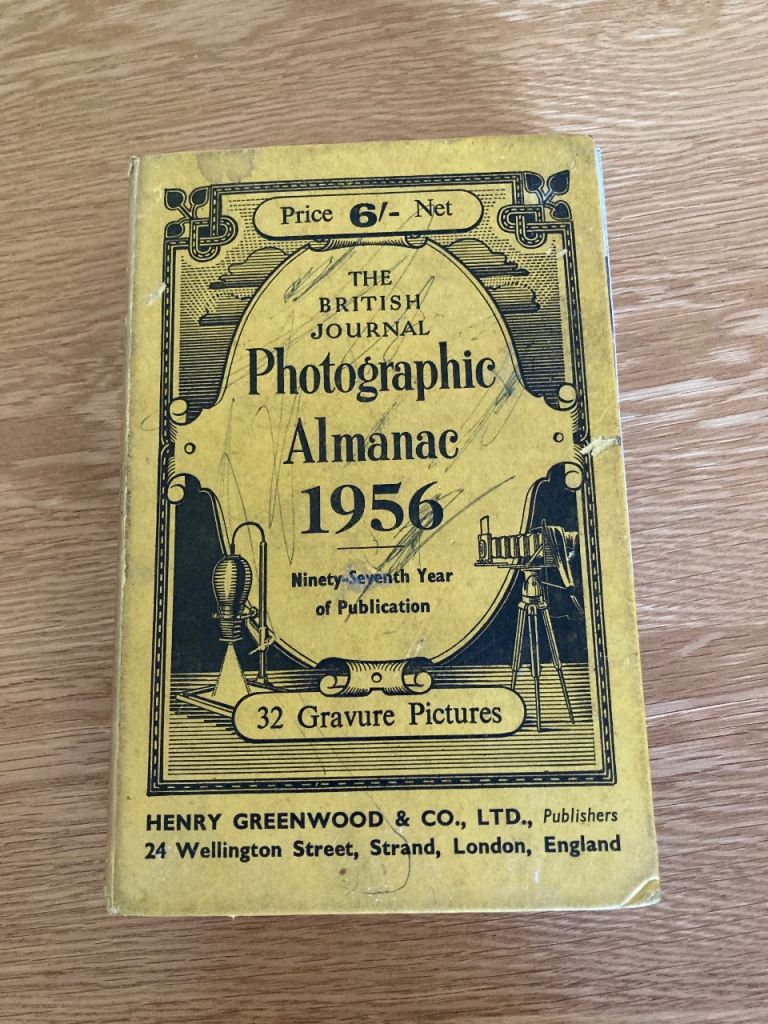 Price 6/- Net
THE
BRITISH
JOURNAL
Photographic
Almanac
1956
Ninety-Seventh Year
of Publication
32 Gravure Pictures
HENRY GREENWOOD & CO., LTD., Publishers
24 Wellington Street, Strand, London, England